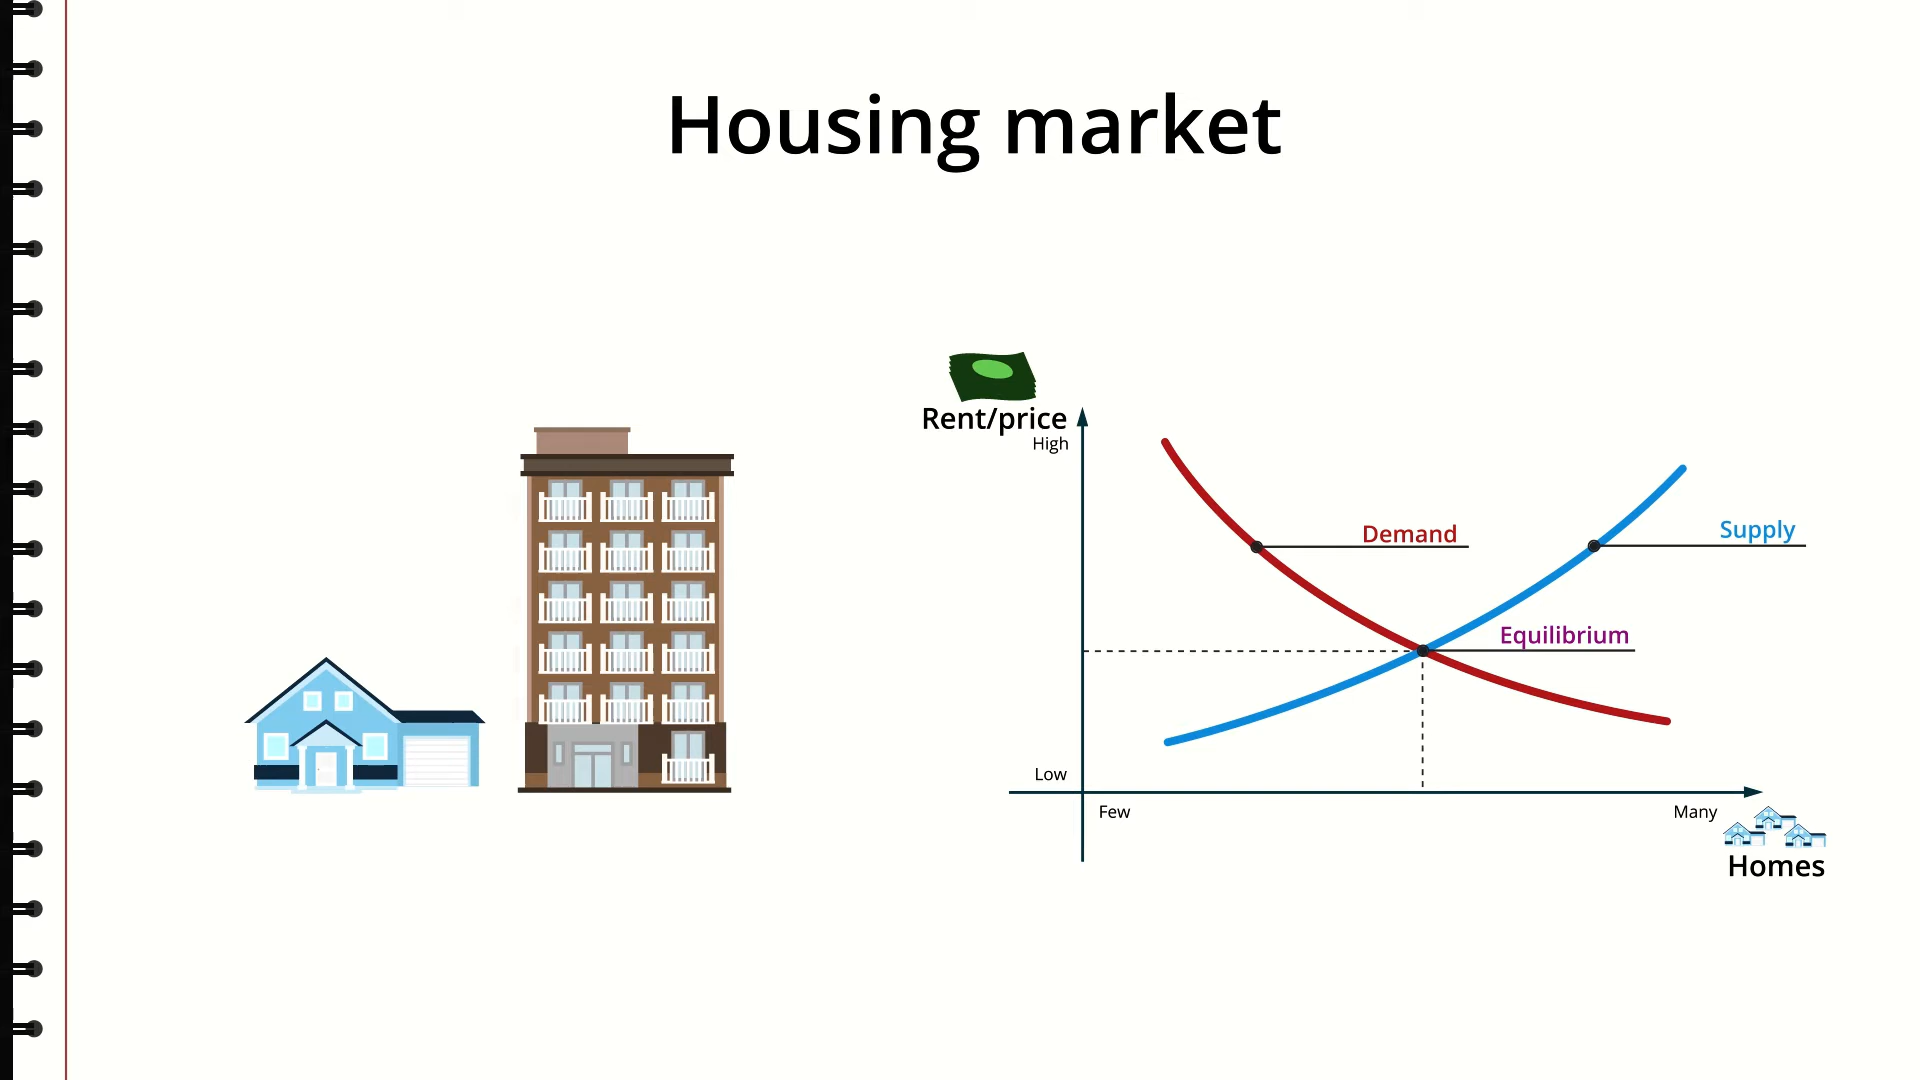 Housing market
Rent/price
High
Demand
Supply
Equilibrium
Low
Few
Many
Homes